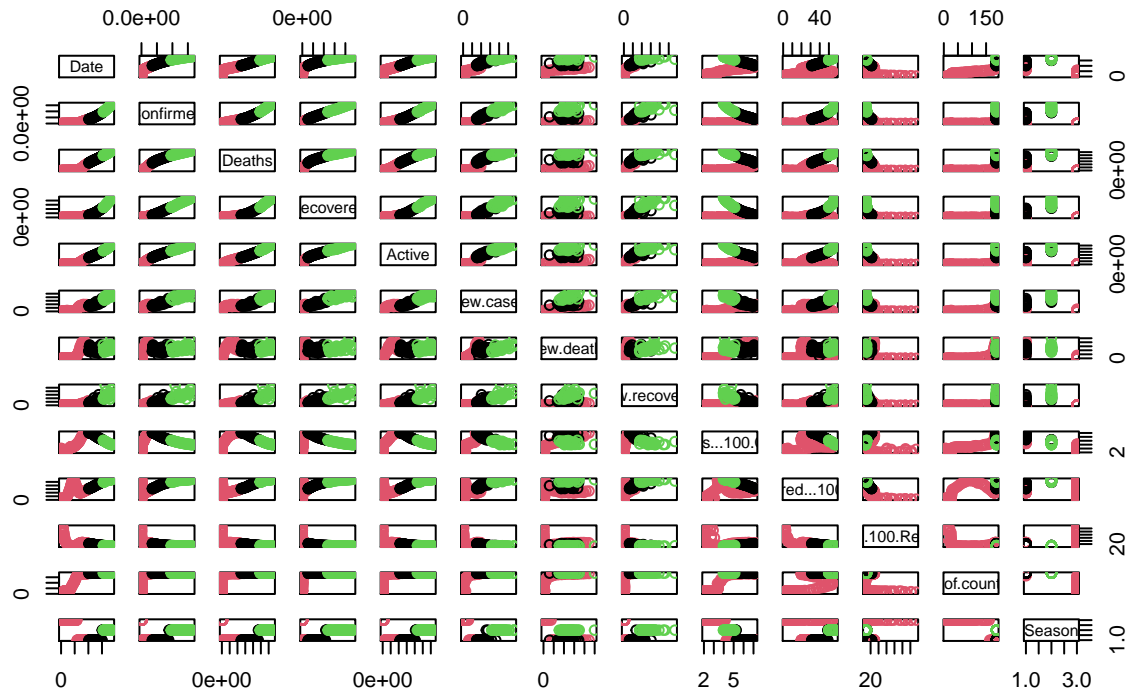 0.0e+00 0e+00 0 0 0 40 0 150
Date 0
0.0e+00 onfirme
Deaths 0e+00
0e+00 ecovere
Active 0e+00
0 ew.case
ew.death 0
0 w.recove
s...100. 2
0 red...10
.100.Re 20
0 of.count
Season 1.0
0 0e+00 0e+00 0 2 5 20 1.0 3.0